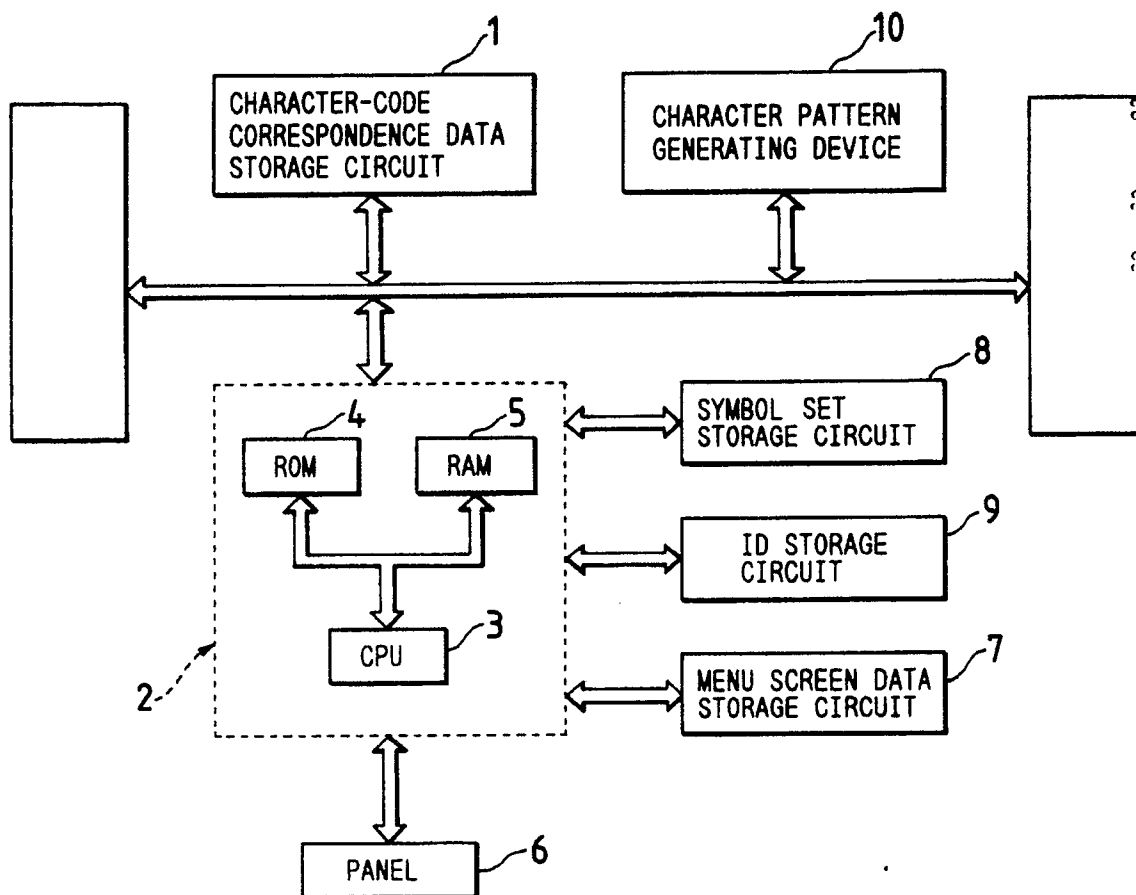 1
10
CHARACTER-CODE
CORRESPONDENCE DATA
STORAGE CIRCUIT
CHARACTER PATTERN
GENERATING DEVICE
8
SYMBOL SET
STORAGE CIRCUIT
4
5
ROM
RAM
9
ID STORAGE
CIRCUIT
3
CPU
7
MENU SCREEN DATA
STORAGE CIRCUIT
2
6
PANEL